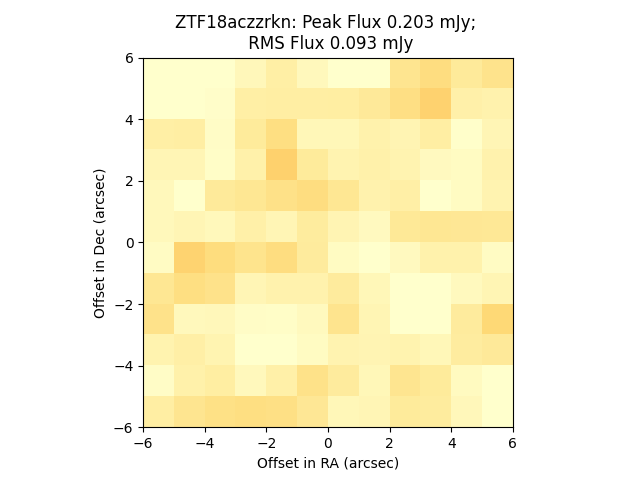 ZTF18aczzrkn: Peak Flux 0.203 mJy;
RMS Flux 0.093 mJy
6
4
2
0
−2
−4
−6
Offset in Dec (arcsec)
−6 −4 −2 0 2 4 6
Offset in RA (arcsec)